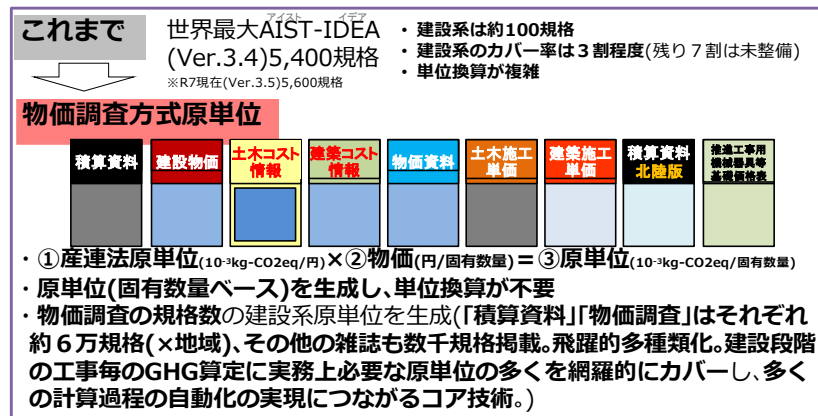 これまで
世界最大AIST-IDEA
アイスト イデア
(Ver.3.4)5,400規格
※R7現在(Ver.3.5)5,600規格
・建設系は約100規格
・建設系のカバー率は３割程度(残り７割は未整備)
・単位換算が複雑
物価調査方式原単位
積算資料
建設物価
土木コスト
情報
建築コスト
情報
物価資料
土木施工
単価
建築施工
単価
積算資料
北陸版
推進工事用
機械器具等
基礎価格表
・①産連法原単位(10-³kg-CO2eq/円)×②物価(円/固有数量)＝③原単位(10-³kg-CO2eq/固有数量)
・原単位(固有数量ベース)を生成し、単位換算が不要
・物価調査の規格数の建設系原単位を生成(「積算資料」「物価調査」はそれぞれ
約６万規格(×地域)、その他の雑誌も数千規格掲載。飛躍的多種類化。建設段階
の工事毎のGHG算定に実務上必要な原単位の多くを網羅的にカバーし、多く
の計算過程の自動化の実現につながるコア技術。)